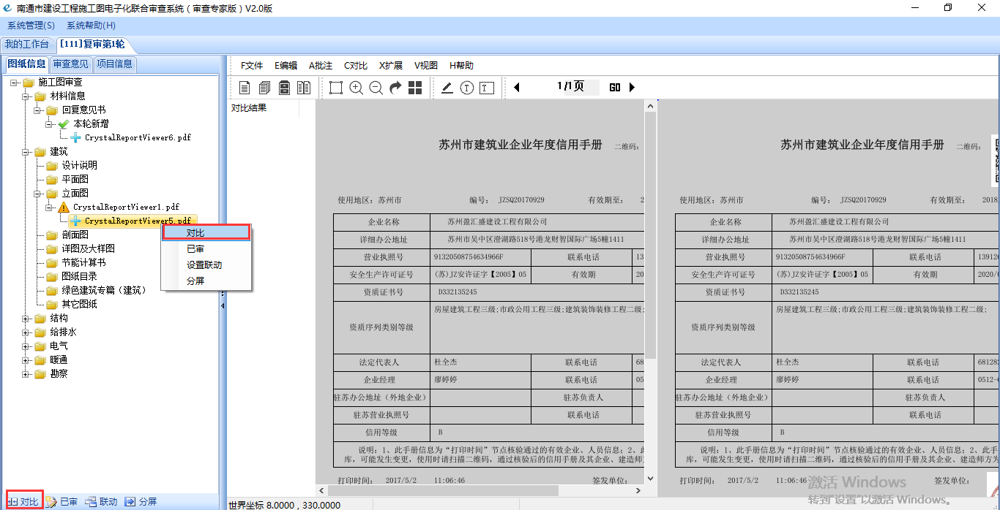 南通市建设工程施工图电子化联合审查系统（审查专家版）V2.0版
系统管理(S) 系统帮助(H)
我的工作台 [111]复审第1轮
图纸信息 审查意见 项目信息
施工图审查
材料信息
回复意见书
本轮新增
CrystalReportViewer6.pdf
建筑
设计说明
平面图
立面图
CrystalReportViewer1.pdf
CrystalReportViewer5.pdf
剖面图
详图及大样图
节能计算书
图纸目录
绿色建筑专篇（建筑）
其它图纸
结构
给排水
电气
暖通
勘察
对比
已审
设置联动
分屏
对比 已审 联动 分屏
F文件 E编辑 A批注 C对比 X扩展 V视图 H帮助
1/1页 GO
对比结果
苏州市建筑业企业年度信用手册 二维码:
使用地区: 苏州市 编号: JZSQ20170929 有效期至: 2
企业名称 苏州盈汇盛建设工程有限公司
详细办公地址 苏州市吴中区澄湖路518号港龙财智国际广场5幢1411
营业执照号 91320508754634966F 联系电话 13
安全生产许可证号 (苏)JZ安许证字【2005】05 有效期 20
资质证书号 D332135245
资质序列类别等级 房屋建筑工程三级;市政公用工程三级;建筑装饰装修工程二级;
法定代表人 杜全杰 联系电话 68
企业经理 廖婷婷 联系电话 05
驻苏办公地址（外地企业） 驻苏负责人
驻苏营业执照号 联系电话
信用等级 B
说明: 1、此手册信息为“打印时间”节点核验通过的有效企业、人员信息; 2、此
库，可能发生变更，使用时请扫描二维码，通过核验后的信用手册及其企业、建造师方
打印时间: 2017/5/2 11:06:46 签发单位:
苏州市建筑业企业年度信用手册 二维码:
使用地区: 苏州市 编号: JZSQ20170929 有效期至: 2018
企业名称 苏州盈汇盛建设工程有限公司
详细办公地址 苏州市吴中区澄湖路518号港龙财智国际广场5幢1411
营业执照号 91320508754634966F 联系电话 139120
安全生产许可证号 (苏)JZ安许证字【2005】05 有效期 2020/
资质证书号 D332135245
资质序列类别等级 房屋建筑工程三级;市政公用工程三级;建筑装饰装修工程二级;
法定代表人 杜全杰 联系电话 68128
企业经理 廖婷婷 联系电话 0512-
驻苏办公地址（外地企业） 驻苏负责人
驻苏营业执照号 联系电话
信用等级 B
说明: 1、此手册信息为“打印时间”节点核验通过的有效企业、人员信息; 2、此手
库，可能发生变更，使用时请扫描二维码，通过核验后的信用手册及其企业、建造师方为
打印时间: 2017/5/2 11:06:46 签发单位:
激活 Windows
转到"设置"以激活 Windows。
世界坐标 8.0000 , 330.0000